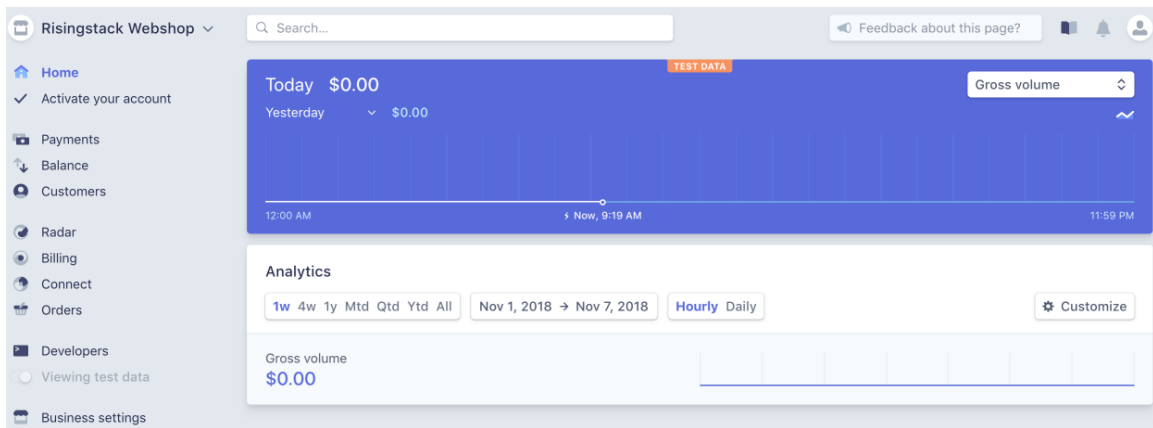 Risingstack Webshop
Search...
Feedback about this page?
Home
Activate your account
Payments
Balance
Customers
Radar
Billing
Connect
Orders
Developers
Viewing test data
Business settings
TEST DATA
Today $0.00
Gross volume
Yesterday $0.00
12:00 AM Now, 9:19 AM 11:59 PM
Analytics
1w 4w 1y Mtd Qtd Ytd All Nov 1, 2018 → Nov 7, 2018 Hourly Daily Customize
Gross volume
$0.00